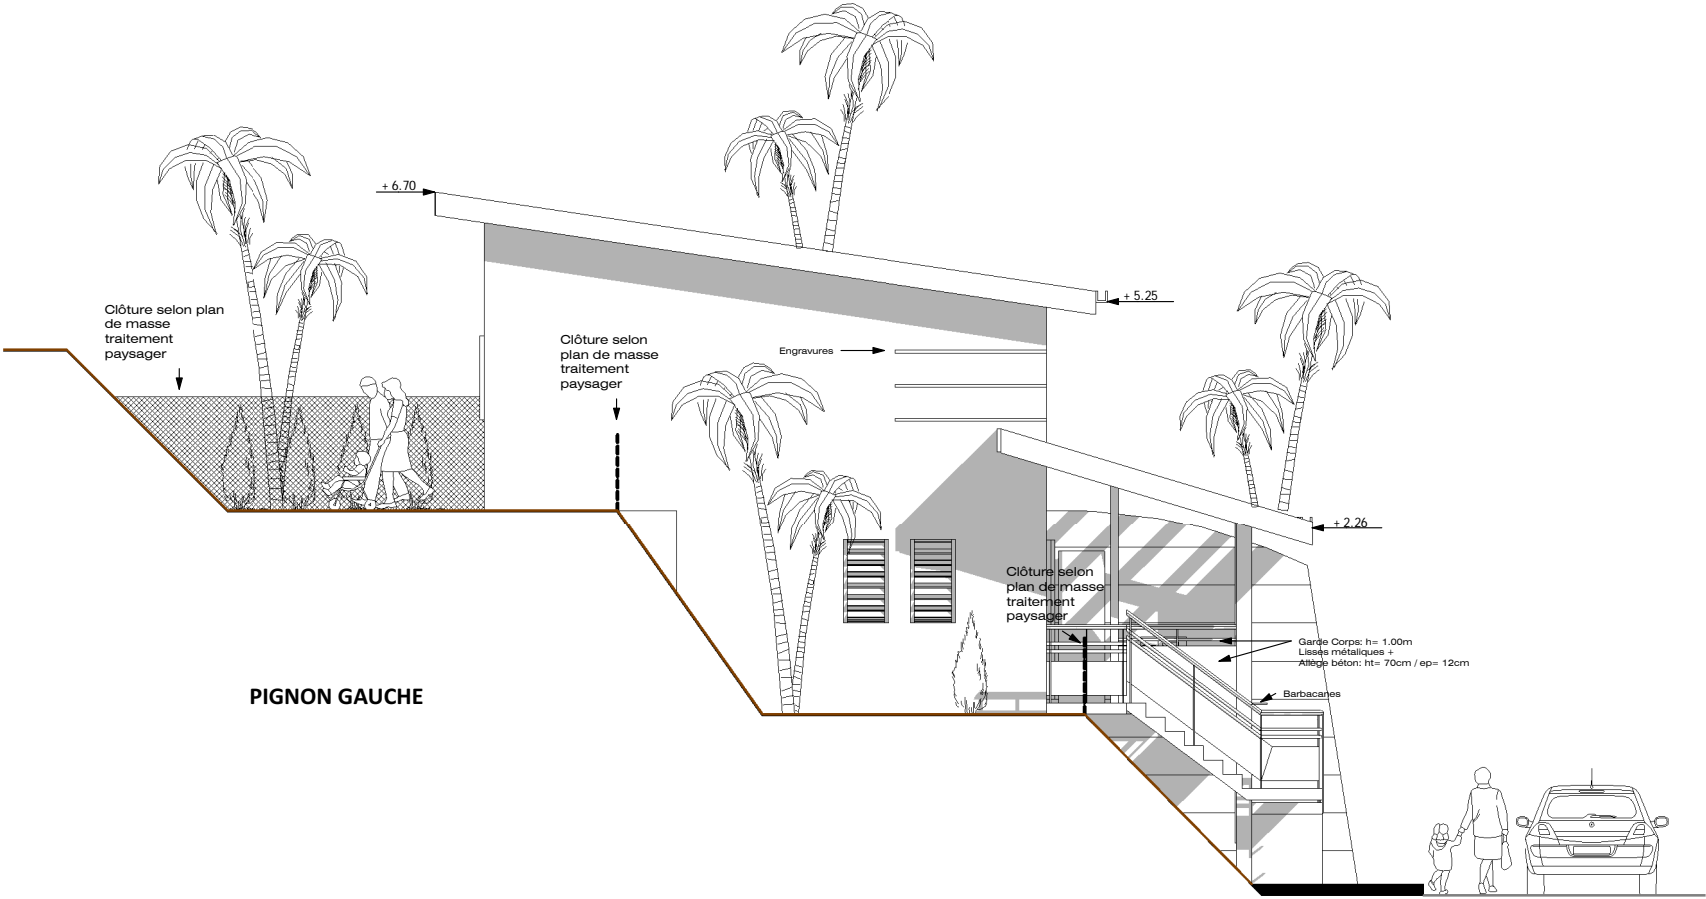 + 6.70
+ 5.25
Clôture selon plan
de masse
traitement
paysager
Clôture selon
plan de masse
traitement
paysager
Engravures
+ 2.26
Clôture selon
plan de masse
traitement
paysager
Garde Corps: h= 1.00m
Lisses métaliques +
Allège béton: ht= 70cm / ep= 12cm
Barbacanes
PIGNON GAUCHE